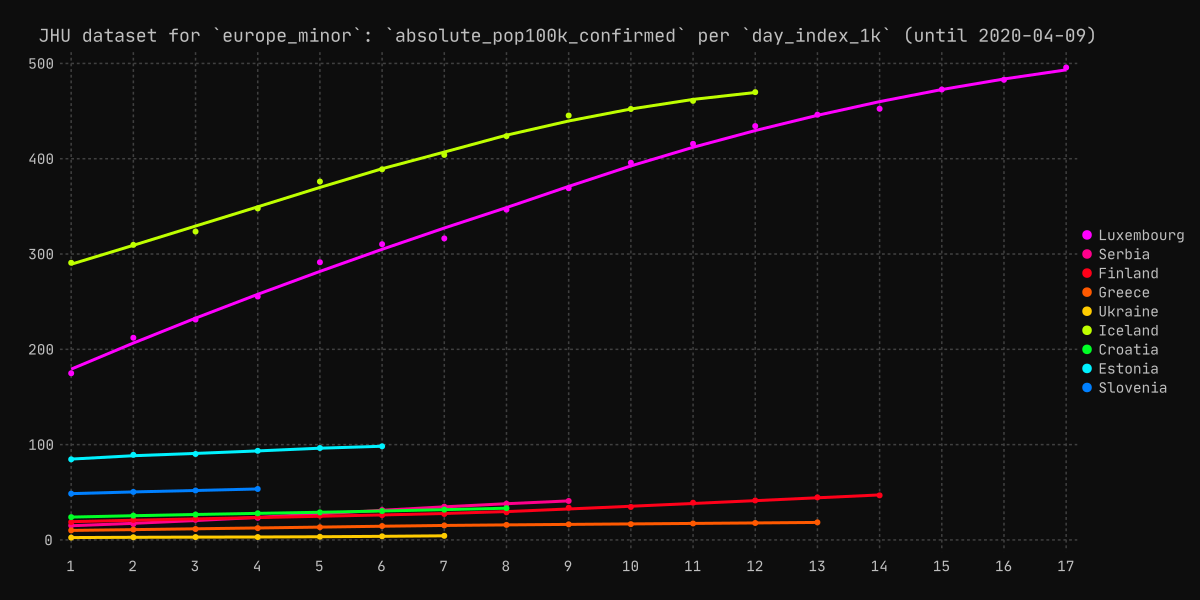 JHU dataset for `europe_minor`: `absolute_pop100k_confirmed` per `day_index_1k` (until 2020-04-09)
500
400
300
200
100
0
1 2 3 4 5 6 7 8 9 10 11 12 13 14 15 16 17
Luxembourg
Serbia
Finland
Greece
Ukraine
Iceland
Croatia
Estonia
Slovenia